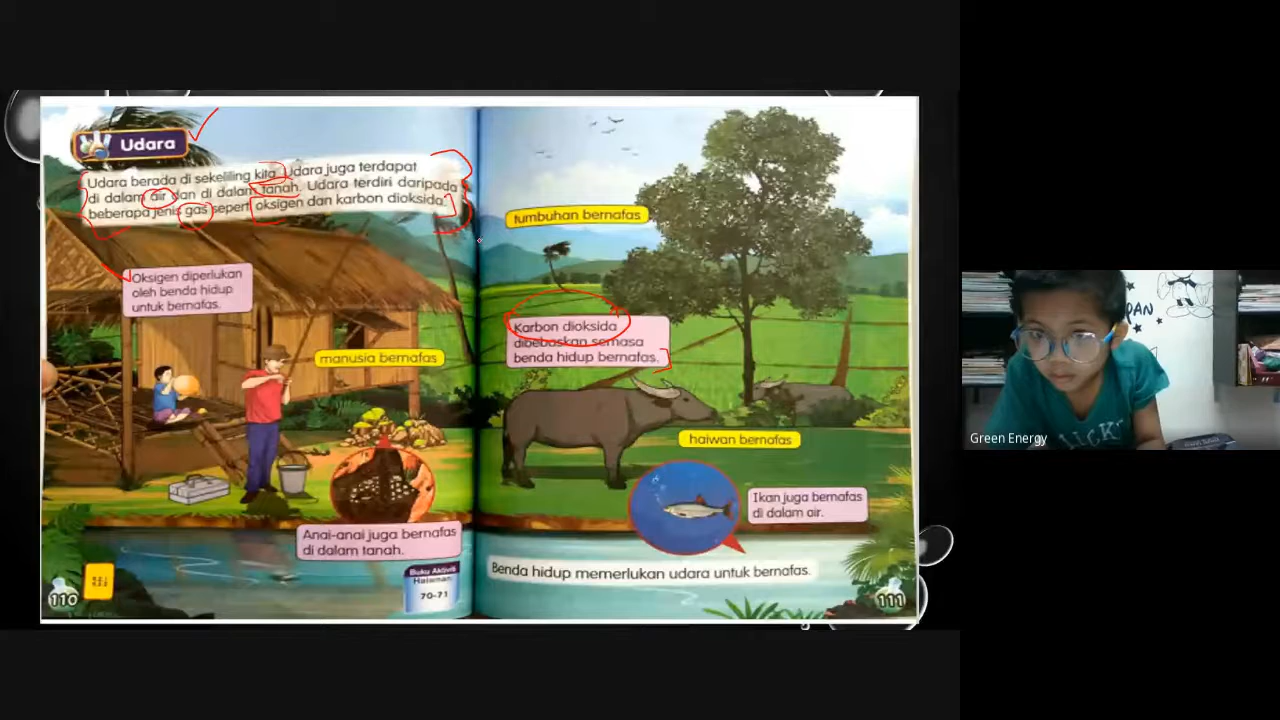 Udara
Udara berada di sekeliling kita. Udara juga terdapat
di dalam air dan di dalam tanah. Udara terdiri daripada
beberapa jenis gas seperti oksigen dan karbon dioksida.
Oksigen diperlukan
oleh benda hidup
untuk bernafas.
manusia bernafas
Anai-anai juga bernafas
di dalam tanah.
Buku Aktiviti
Halaman
70-71
110
tumbuhan bernafas
Karbon dioksida
dibebaskan semasa
benda hidup bernafas.
haiwan bernafas
Ikan juga bernafas
di dalam air.
Benda hidup memerlukan udara untuk bernafas.
111
Green Energy